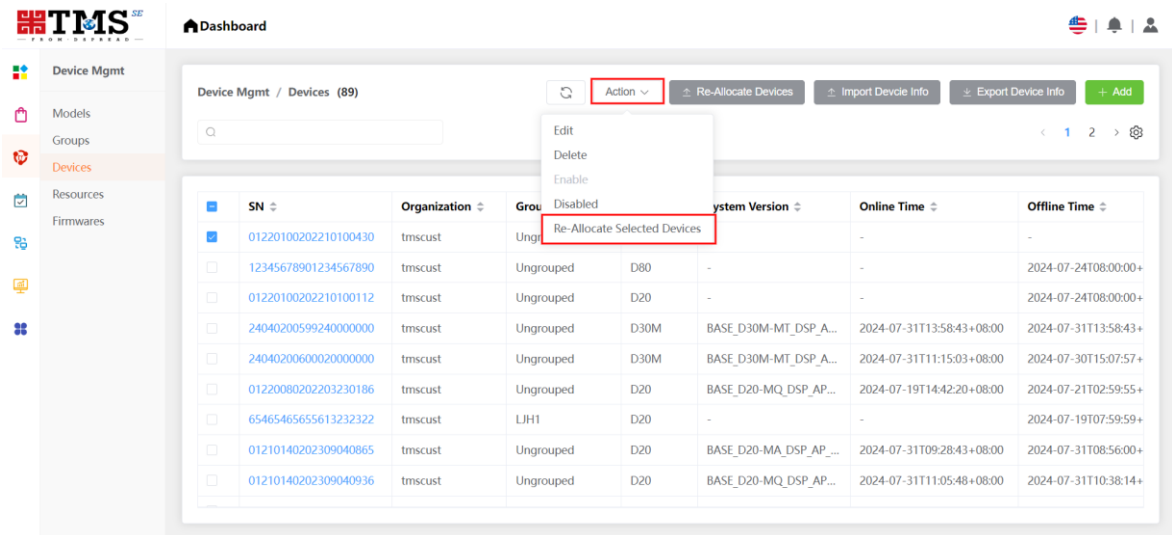 TMS SE
FROM · DSPREAD
Dashboard
Device Mgmt
Models
Groups
Devices
Resources
Firmwares
Device Mgmt / Devices (89)
Action
Re-Allocate Devices
Import Devcie Info
Export Device Info
+ Add
Edit
Delete
Enable
Disabled
Re-Allocate Selected Devices
< 1 2 >
SN Organization Grou ystem Version Online Time Offline Time
01220100202210100430 tmscust Ungr - -
12345678901234567890 tmscust Ungrouped D80 - - 2024-07-24T08:00:00+
01220100202210100112 tmscust Ungrouped D20 - - 2024-07-24T08:00:00+
24040200599240000000 tmscust Ungrouped D30M BASE_D30M-MT_DSP_A... 2024-07-31T13:58:43+08:00 2024-07-31T13:58:43+
24040200600020000000 tmscust Ungrouped D30M BASE_D30M-MT_DSP_A... 2024-07-31T11:15:03+08:00 2024-07-30T15:07:57+
01220080202203230186 tmscust Ungrouped D20 BASE_D20-MQ_DSP_AP... 2024-07-19T14:42:20+08:00 2024-07-21T02:59:55+
65465465655613232322 tmscust LJH1 D20 - - 2024-07-19T07:59:59+
01210140202309040865 tmscust Ungrouped D20 BASE_D20-MA_DSP_AP_... 2024-07-31T09:28:43+08:00 2024-07-31T08:56:00+
01210140202309040936 tmscust Ungrouped D20 BASE_D20-MQ_DSP_AP... 2024-07-31T11:05:48+08:00 2024-07-31T10:38:14+